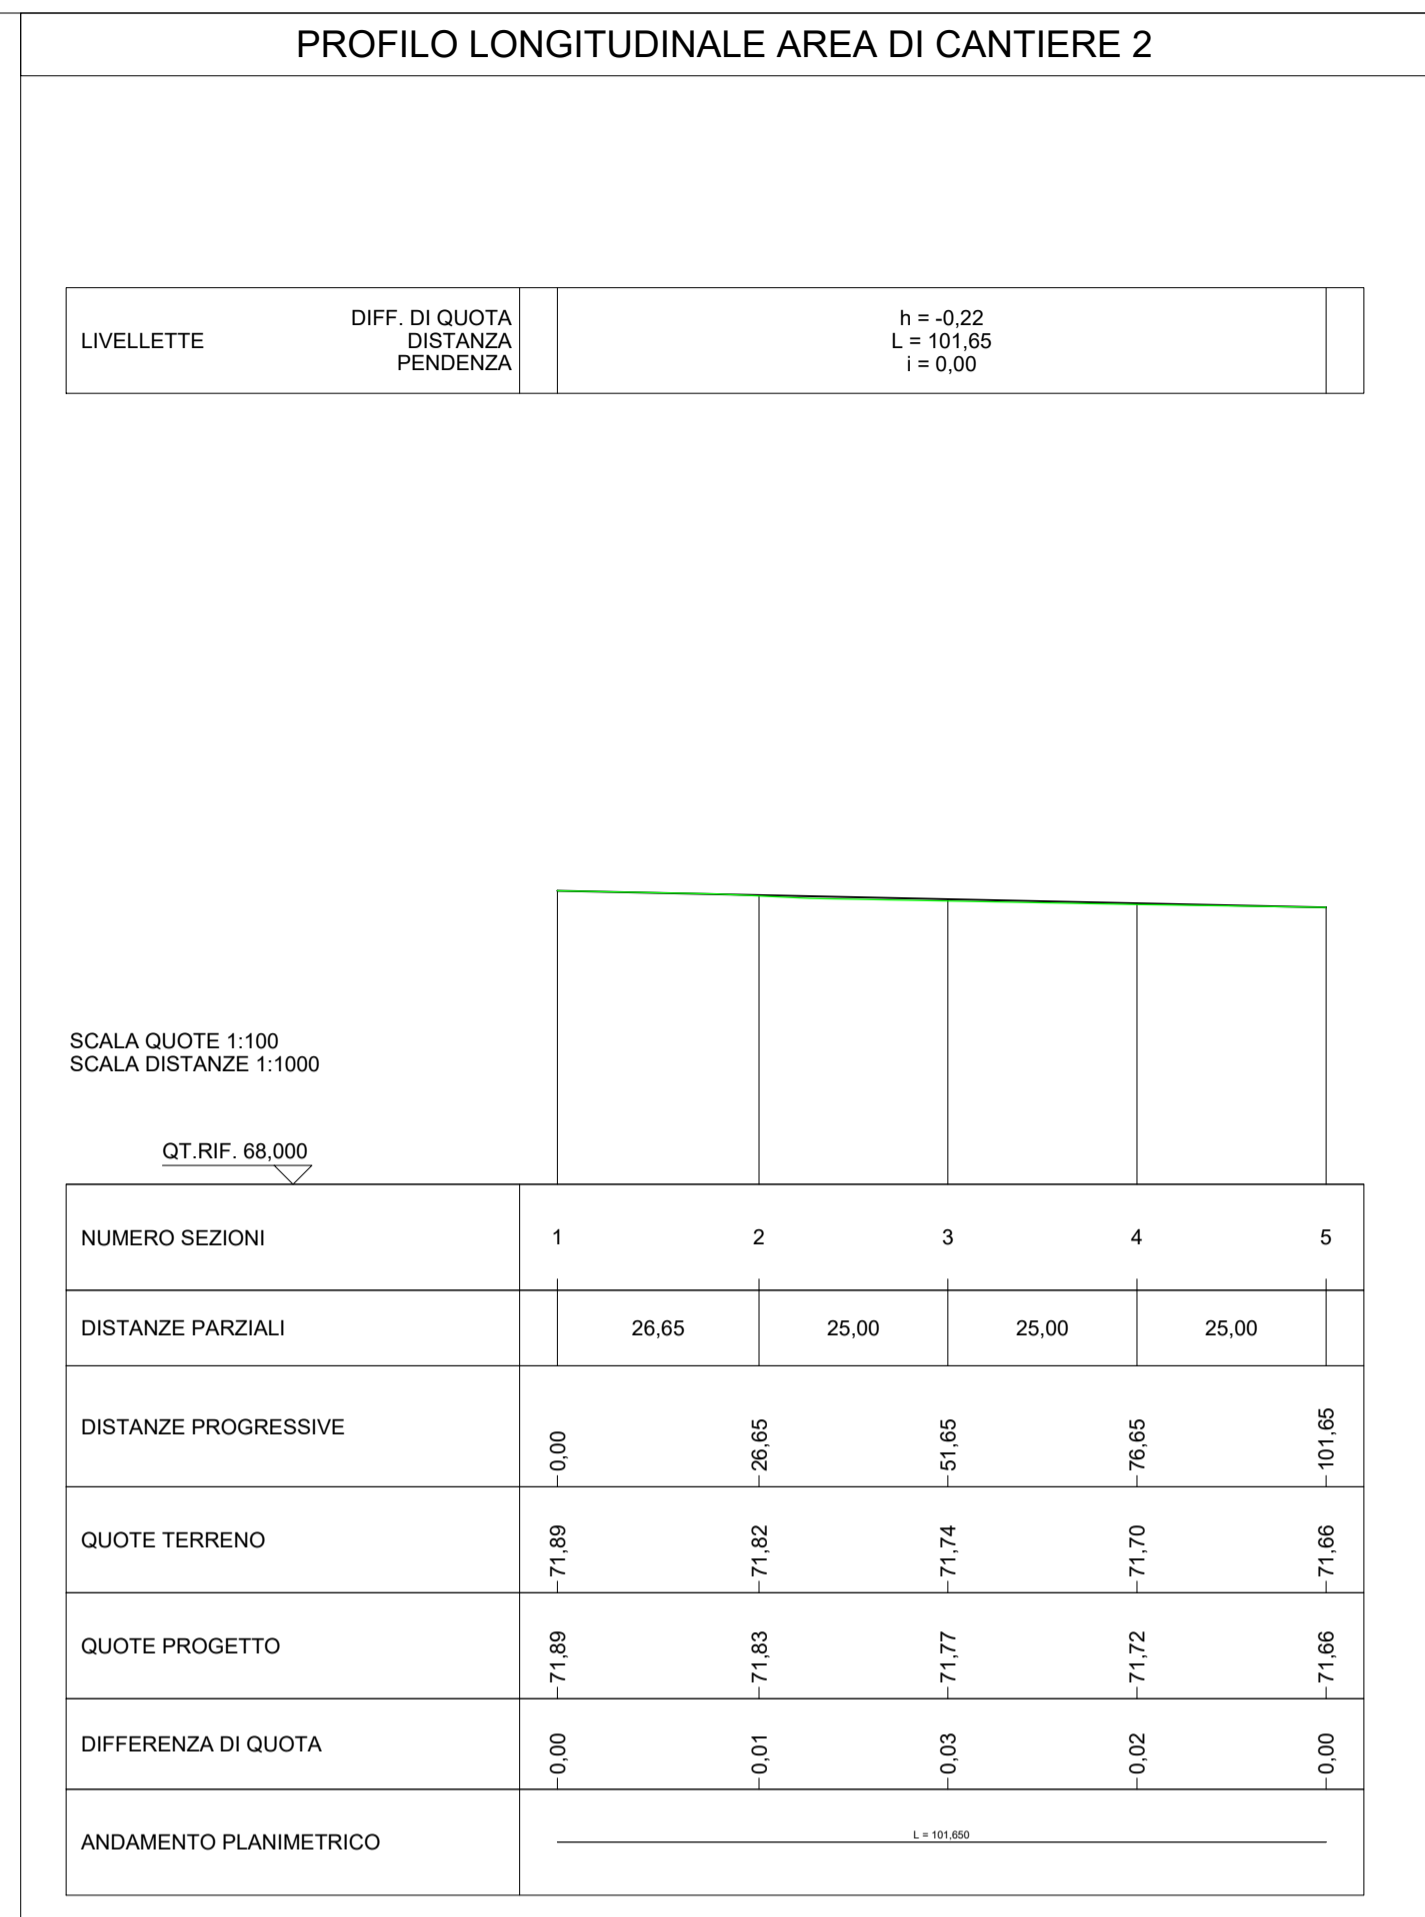 PROFILO LONGITUDINALE AREA DI CANTIERE 2
LIVELLETTE
DIFF. DI QUOTA
DISTANZA
PENDENZA
h = -0,22
L = 101,65
i = 0,00
SCALA QUOTE 1:100
SCALA DISTANZE 1:1000
QT.RIF. 68,000
NUMERO SEZIONI 1 2 3 4 5
DISTANZE PARZIALI 26,65 25,00 25,00 25,00
DISTANZE PROGRESSIVE 0,00 26,65 51,65 76,65 101,65
QUOTE TERRENO 71,89 71,82 71,74 71,70 71,66
QUOTE PROGETTO 71,89 71,83 71,77 71,72 71,66
DIFFERENZA DI QUOTA 0,00 0,01 0,03 0,02 0,00
ANDAMENTO PLANIMETRICO L = 101,650